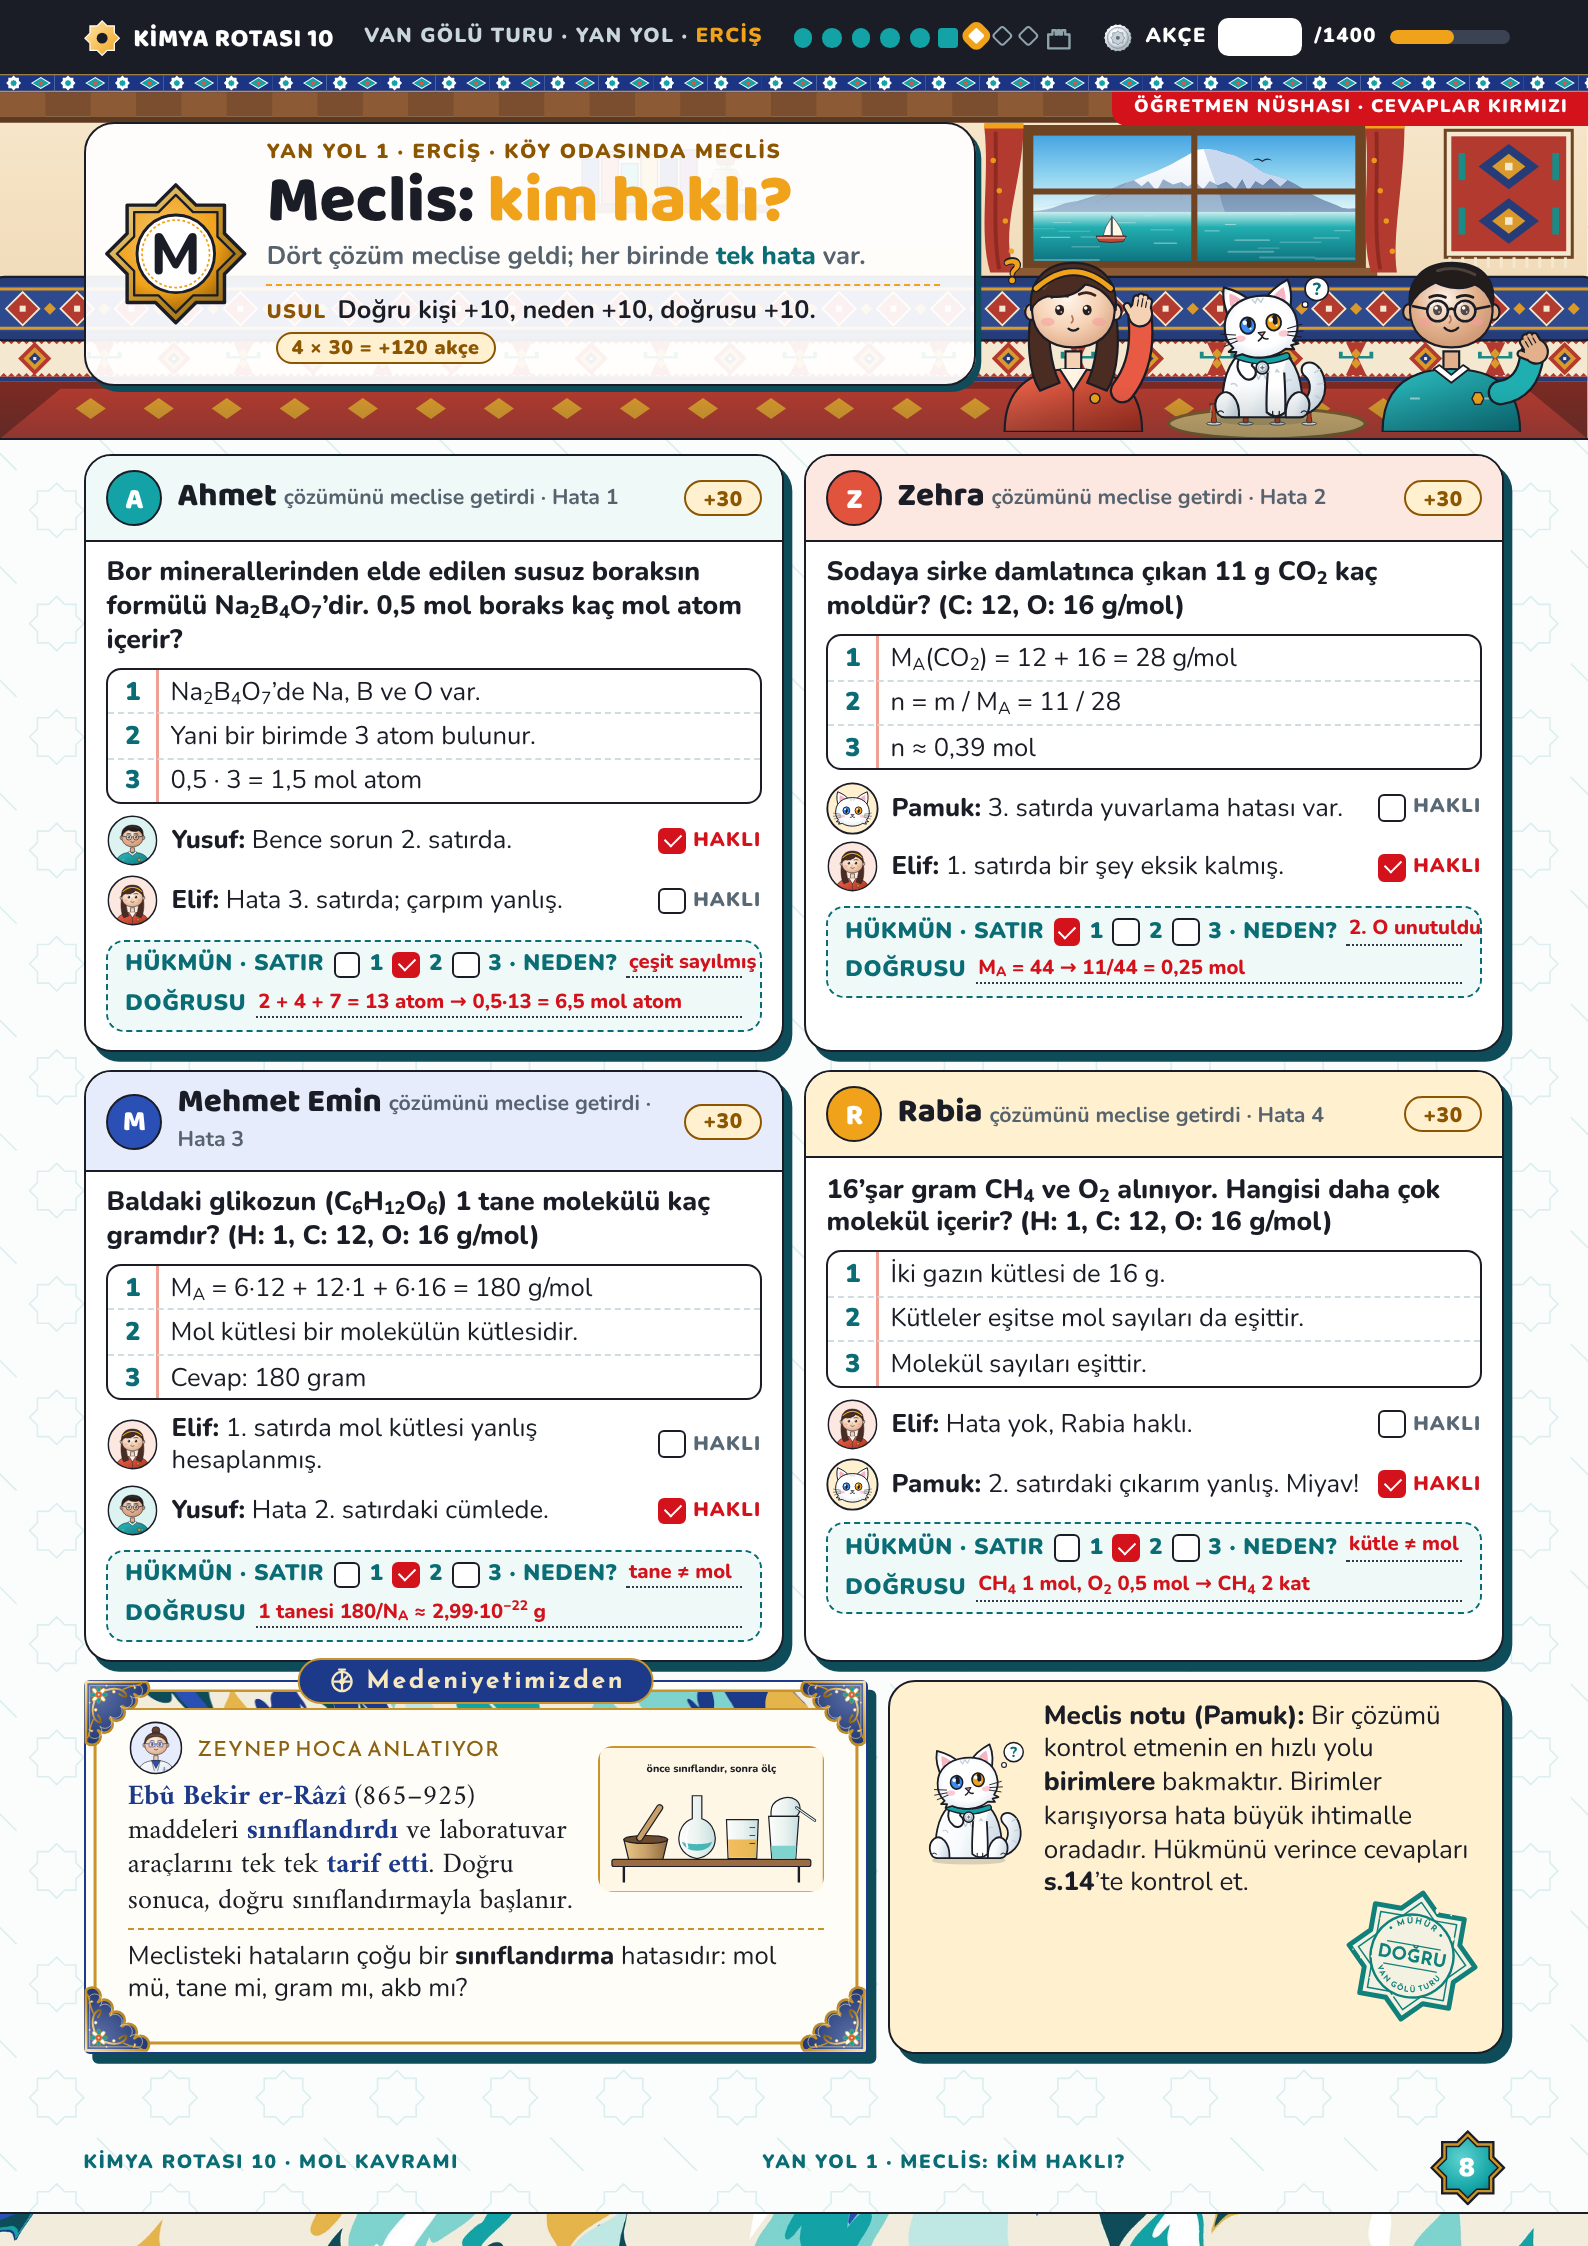 KİMYA ROTASI 10 VAN GÖLÜ TURU · YAN YOL · ERCİŞ AKÇE /1400
ÖĞRETMEN NÜSHASI · CEVAPLAR KIRMIZI
YAN YOL 1 · ERCİŞ · KÖY ODASINDA MECLİS
M
Meclis: kim haklı?
Dört çözüm meclise geldi; her birinde tek hata var.
USUL Doğru kişi +10, neden +10, doğrusu +10.
4 × 30 = +120 akçe
?
?
A Ahmet çözümünü meclise getirdi · Hata 1 +30
Bor minerallerinden elde edilen susuz boraksın
formülü Na₂B₄O₇’dir. 0,5 mol boraks kaç mol atom
içerir?
1 Na₂B₄O₇’de Na, B ve O var.
2 Yani bir birimde 3 atom bulunur.
3 0,5 · 3 = 1,5 mol atom
Yusuf: Bence sorun 2. satırda. HAKLI
Elif: Hata 3. satırda; çarpım yanlış. HAKLI
HÜKMÜN · SATIR 1 2 3 · NEDEN? çeşit sayılmış
DOĞRUSU 2 + 4 + 7 = 13 atom → 0,5·13 = 6,5 mol atom
Z Zehra çözümünü meclise getirdi · Hata 2 +30
Sodaya sirke damlatınca çıkan 11 g CO₂ kaç
moldür? (C: 12, O: 16 g/mol)
1 M_A(CO₂) = 12 + 16 = 28 g/mol
2 n = m / M_A = 11 / 28
3 n ≈ 0,39 mol
Pamuk: 3. satırda yuvarlama hatası var. HAKLI
Elif: 1. satırda bir şey eksik kalmış. HAKLI
HÜKMÜN · SATIR 1 2 3 · NEDEN? 2. O unutuldu
DOĞRUSU M_A = 44 → 11/44 = 0,25 mol
M Mehmet Emin çözümünü meclise getirdi ·
Hata 3 +30
Baldaki glikozun (C₆H₁₂O₆) 1 tane molekülü kaç
gramdır? (H: 1, C: 12, O: 16 g/mol)
1 M_A = 6·12 + 12·1 + 6·16 = 180 g/mol
2 Mol kütlesi bir molekülün kütlesidir.
3 Cevap: 180 gram
Elif: 1. satırda mol kütlesi yanlış
hesaplanmış. HAKLI
Yusuf: Hata 2. satırdaki cümlede. HAKLI
HÜKMÜN · SATIR 1 2 3 · NEDEN? tane ≠ mol
DOĞRUSU 1 tanesi 180/N_A ≈ 2,99·10⁻²² g
R Rabia çözümünü meclise getirdi · Hata 4 +30
16’şar gram CH₄ ve O₂ alınıyor. Hangisi daha çok
molekül içerir? (H: 1, C: 12, O: 16 g/mol)
1 İki gazın kütlesi de 16 g.
2 Kütleler eşitse mol sayıları da eşittir.
3 Molekül sayıları eşittir.
Elif: Hata yok, Rabia haklı. HAKLI
Pamuk: 2. satırdaki çıkarım yanlış. Miyav! HAKLI
HÜKMÜN · SATIR 1 2 3 · NEDEN? kütle ≠ mol
DOĞRUSU CH₄ 1 mol, O₂ 0,5 mol → CH₄ 2 kat
Medeniyetimizden
ZEYNEP HOCA ANLATIYOR
Ebû Bekir er-Râzî (865–925)
maddeleri sınıflandırdı ve laboratuvar
araçlarını tek tek tarif etti. Doğru
sonuca, doğru sınıflandırmayla başlanır.
önce sınıflandır, sonra ölç
Meclisteki hataların çoğu bir sınıflandırma hatasıdır: mol
mü, tane mi, gram mı, akb mı?
?
Meclis notu (Pamuk): Bir çözümü
kontrol etmenin en hızlı yolu
birimlere bakmaktır. Birimler
karışıyorsa hata büyük ihtimalle
oradadır. Hükmünü verince cevapları
s.14’te kontrol et.
· MÜHÜR ·
DOĞRU
VAN GÖLÜ TURU
KİMYA ROTASI 10 · MOL KAVRAMI YAN YOL 1 · MECLİS: KİM HAKLI? 8